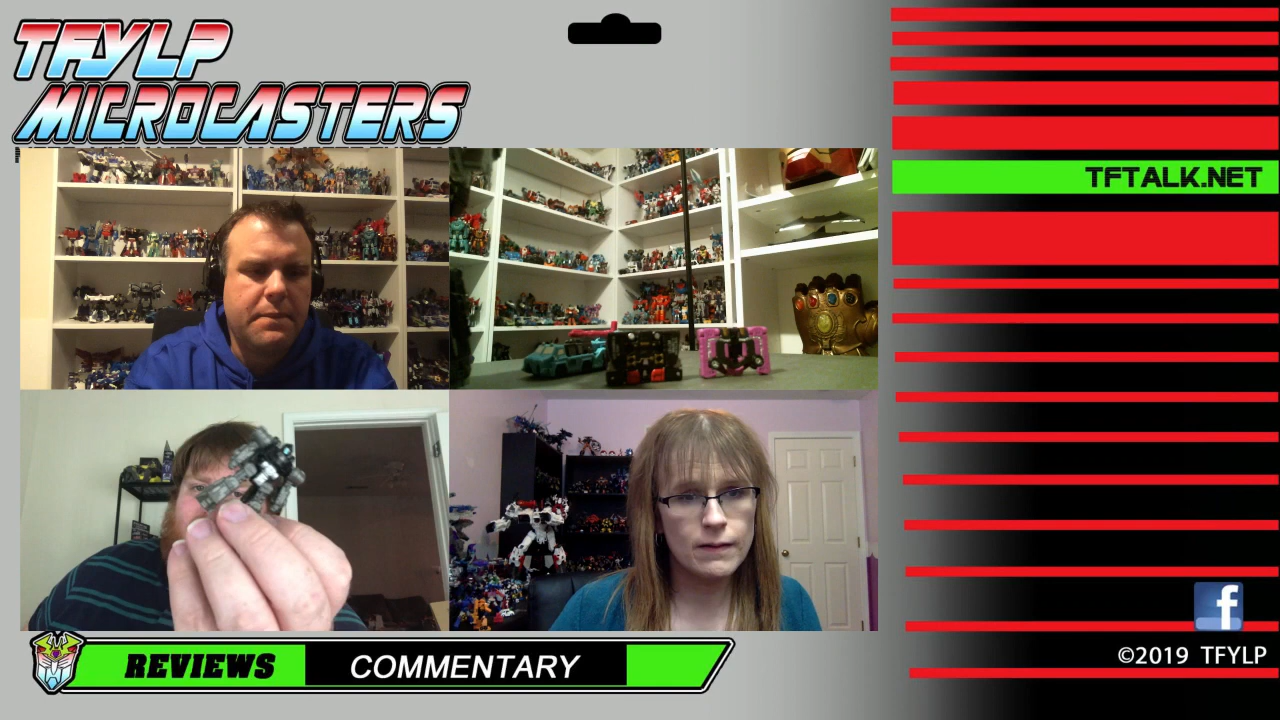 TFYLP
MICROCASTERS
TFTALK.NET
f
©2019 TFYLP
REVIEWS
COMMENTARY